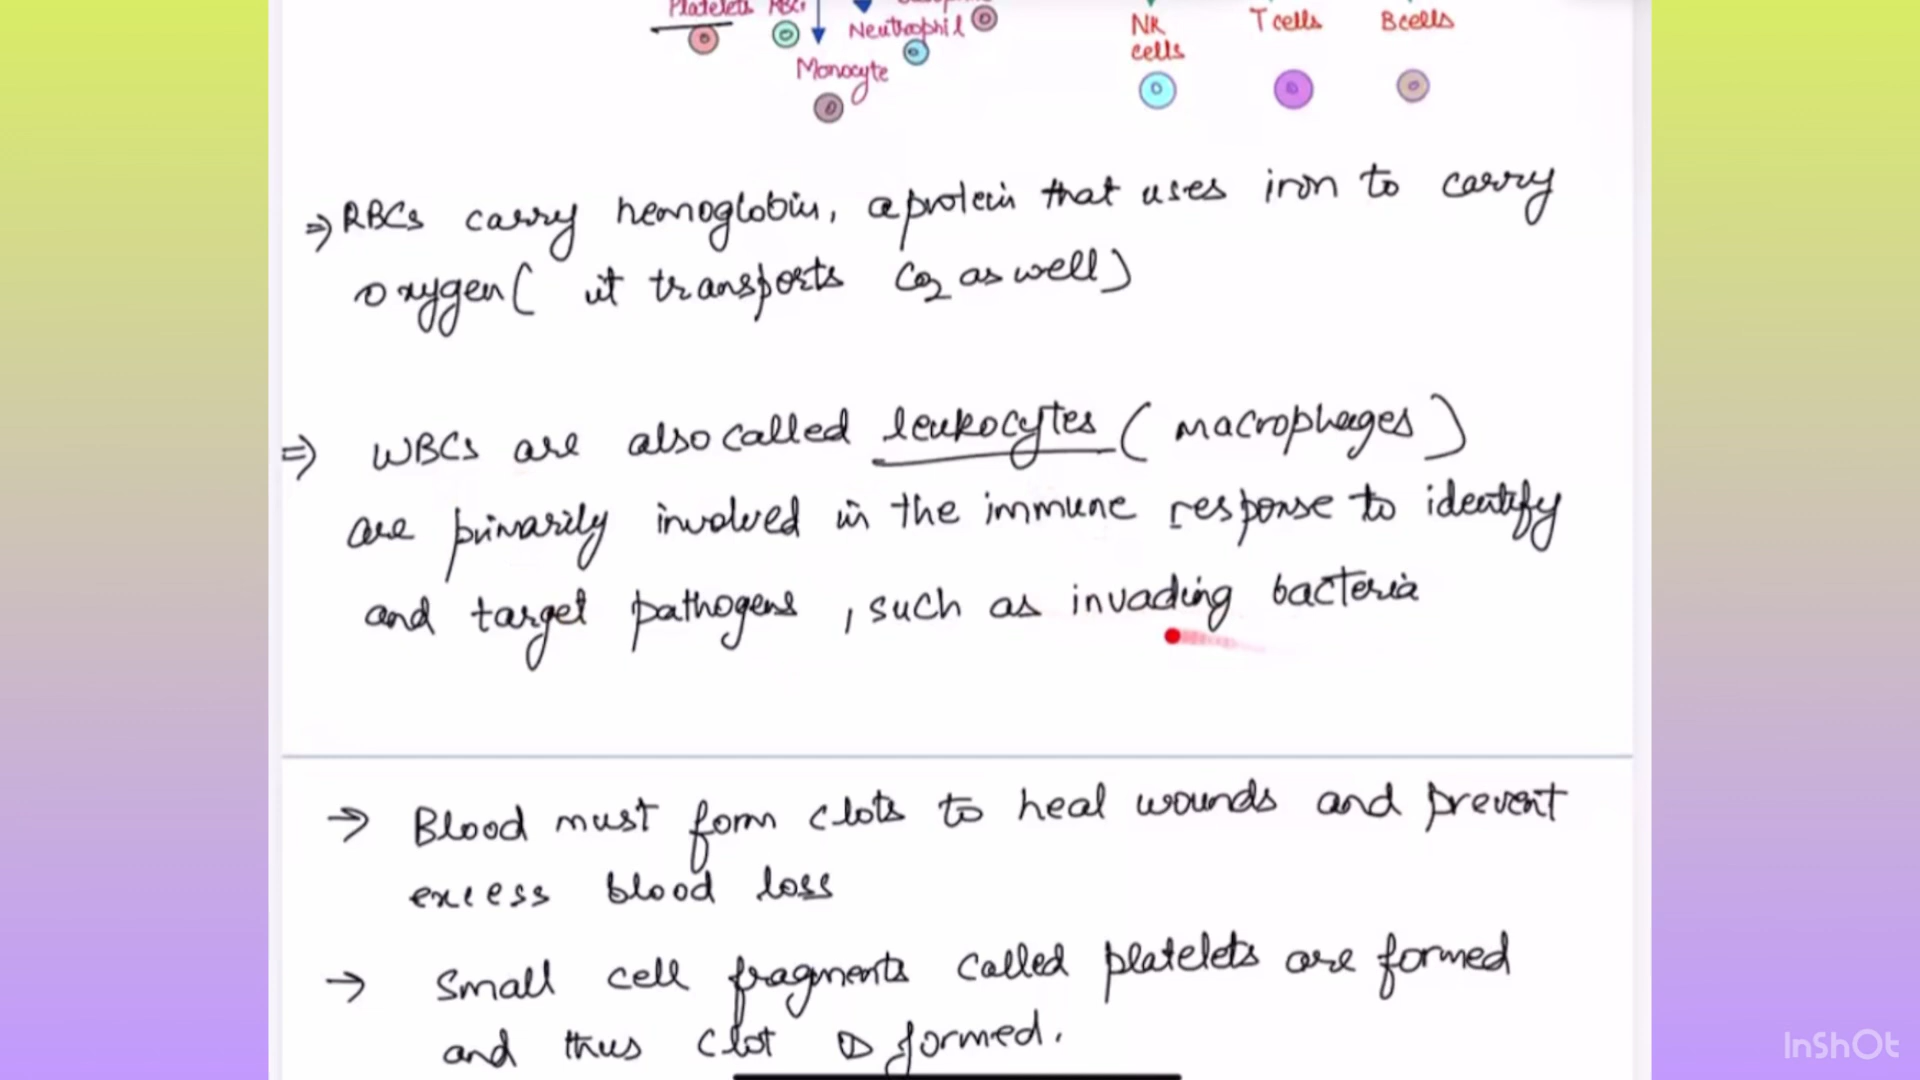 Platelets RBCs
Neutrophil
Monocyte
NK
cells
T cells
B cells
⇒ RBCs carry hemoglobin, a protein that uses iron to carry
oxygen ( it transports CO2 as well )
⇒ WBCs are also called leukocytes ( macrophages )
are primarily involved in the immune response to identify
and target pathogens , such as invading bacteria
→ Blood must form clots to heal wounds and prevent
excess blood loss
→ Small cell fragments called platelets are formed
and thus clot is formed.
InShOt